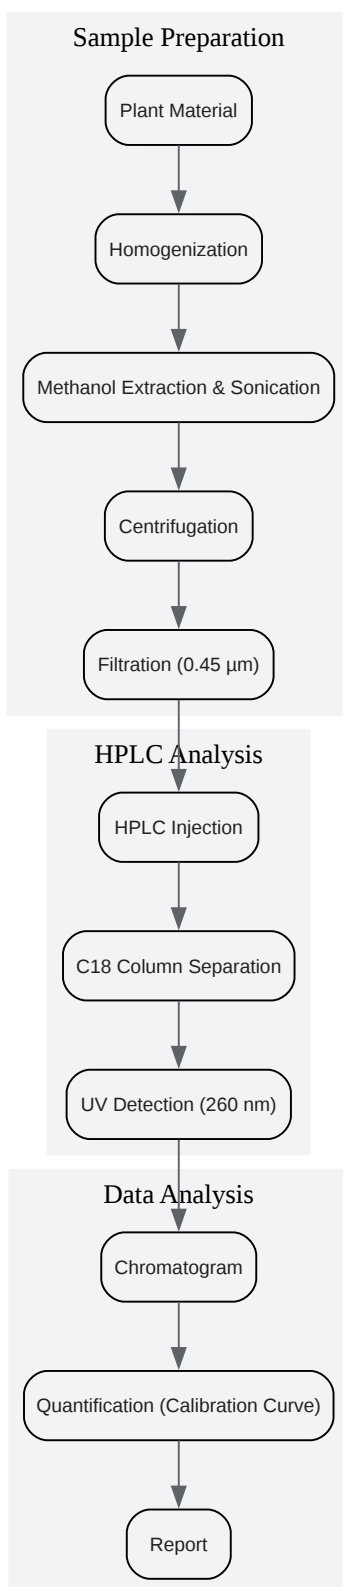 Sample Preparation
Plant Material
Homogenization
Methanol Extraction & Sonication
Centrifugation
Filtration (0.45 µm)
HPLC Analysis
HPLC Injection
C18 Column Separation
UV Detection (260 nm)
Data Analysis
Chromatogram
Quantification (Calibration Curve)
Report